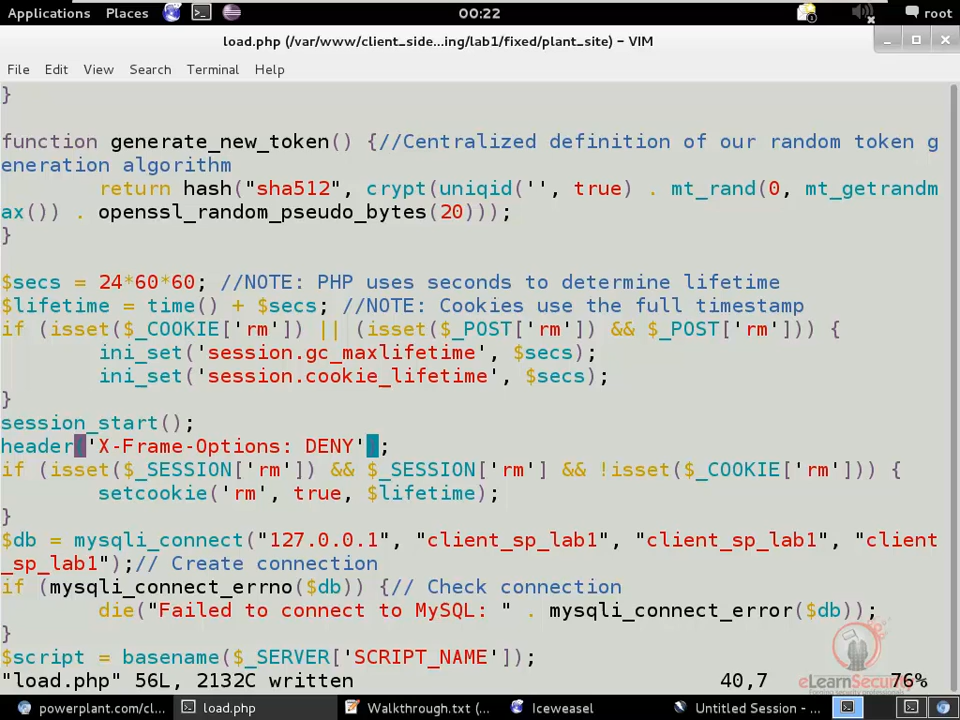 Applications Places 00:22 root
load.php (/var/www/client_side...ing/lab1/fixed/plant_site) – VIM
File Edit View Search Terminal Help
}
function generate_new_token() {//Centralized definition of our random token g
eneration algorithm
return hash("sha512", crypt(uniqid('', true) . mt_rand(0, mt_getrandm
ax()) . openssl_random_pseudo_bytes(20)));
}
$secs = 24*60*60; //NOTE: PHP uses seconds to determine lifetime
$lifetime = time() + $secs; //NOTE: Cookies use the full timestamp
if (isset($_COOKIE['rm']) || (isset($_POST['rm']) && $_POST['rm'])) {
ini_set('session.gc_maxlifetime', $secs);
ini_set('session.cookie_lifetime', $secs);
}
session_start();
header('X-Frame-Options: DENY');
if (isset($_SESSION['rm']) && $_SESSION['rm'] && !isset($_COOKIE['rm'])) {
setcookie('rm', true, $lifetime);
}
$db = mysqli_connect("127.0.0.1", "client_sp_lab1", "client_sp_lab1", "client
_sp_lab1");// Create connection
if (mysqli_connect_errno($db)) {// Check connection
die("Failed to connect to MySQL: " . mysqli_connect_error($db));
}
$script = basename($_SERVER['SCRIPT_NAME']);
"load.php" 56L, 2132C written 40,7 76%
eLearnSecurity
powerplant.com/cl... load.php Walkthrough.txt (... Iceweasel Untitled Session - ...